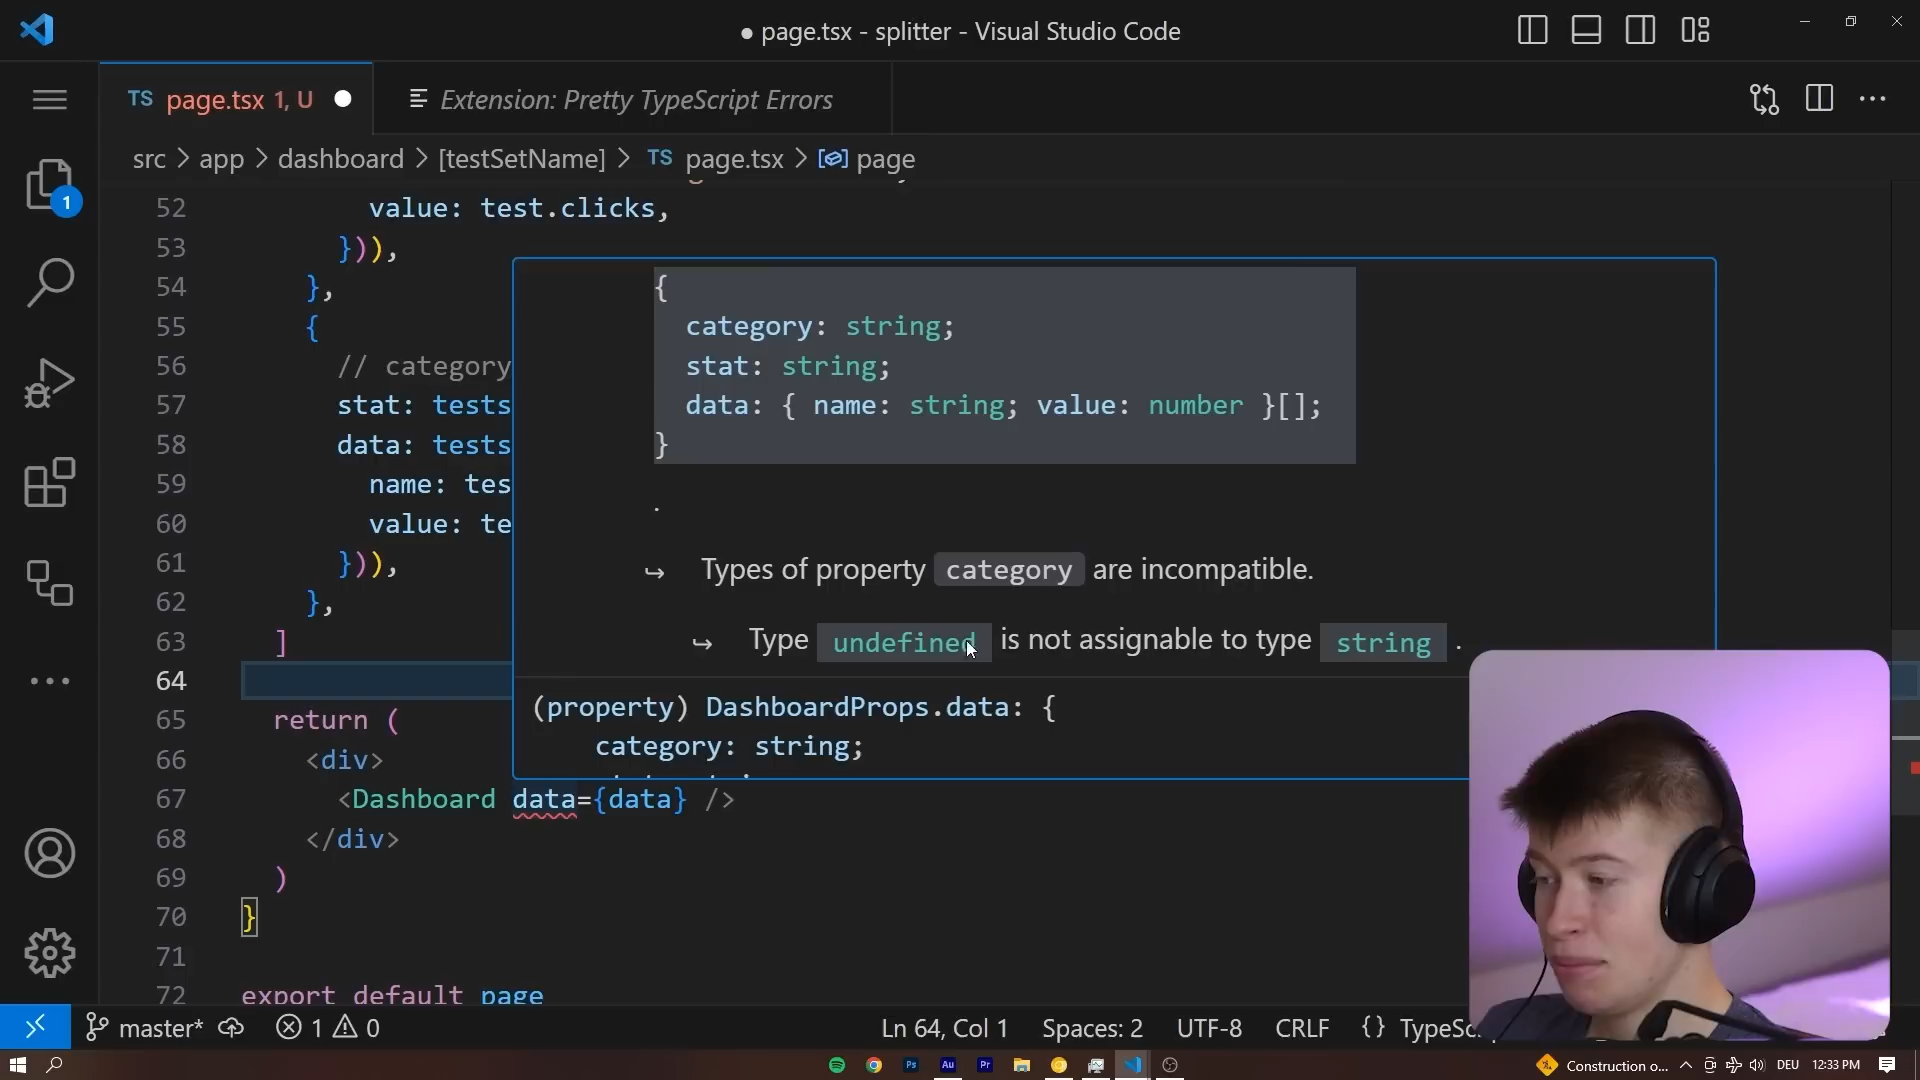 ● page.tsx - splitter - Visual Studio Code
TS page.tsx 1, U
Extension: Pretty TypeScript Errors
src > app > dashboard > [testSetName] > TS page.tsx > page
52 value: test.clicks,
53 })),
54 },
55 {
56 // category
57 stat: tests
58 data: tests
59 name: tes
60 value: te
61 })),
62 },
63 ]
64
65 return (
66 <div>
67 <Dashboard data={data} />
68 </div>
69 )
70 }
71
72 export default page
{
category: string;
stat: string;
data: { name: string; value: number }[];
}
.
↪ Types of property category are incompatible.
↪ Type undefined is not assignable to type string .
(property) DashboardProps.data: {
category: string;
1
master* 1 0 Ln 64, Col 1 Spaces: 2 UTF-8 CRLF {} TypeSc
Ps Au Pr Construction o... DEU 12:33 PM